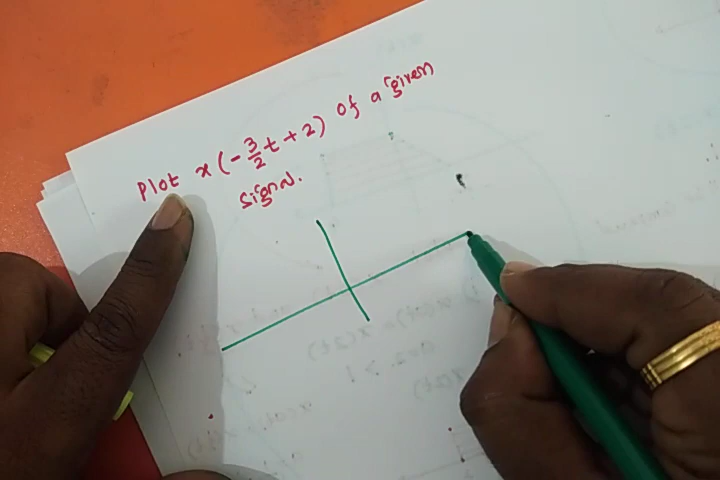 Plot x(-3/2 t+2) of a given
signal.